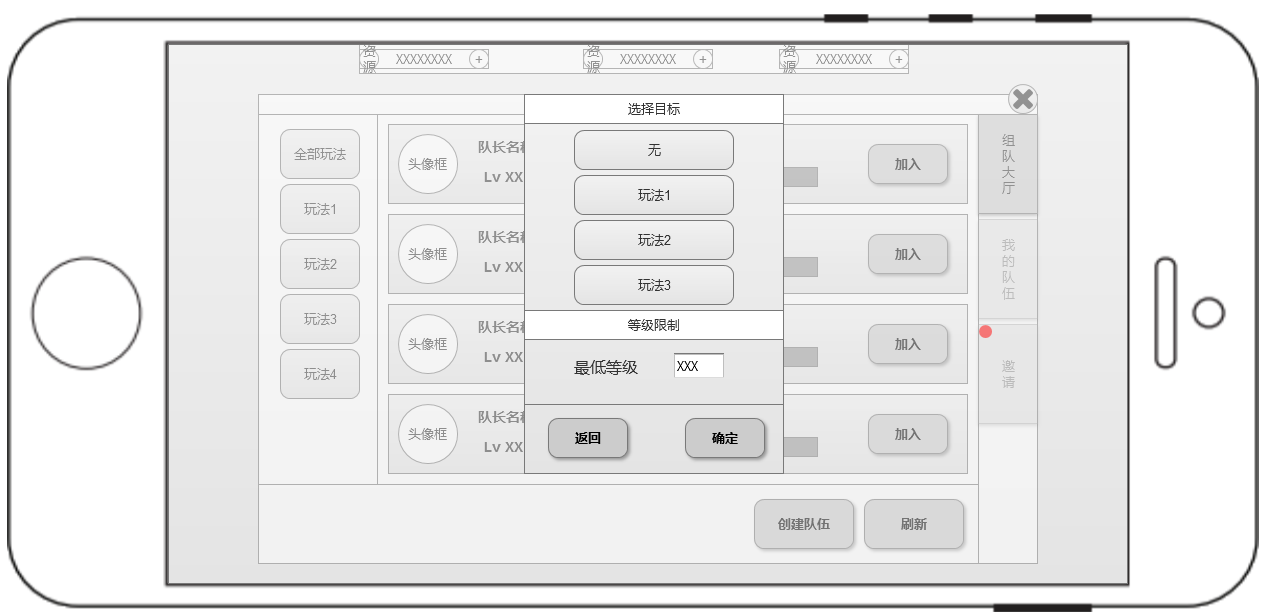 资源 XXXXXXXX + 资源 XXXXXXXX + 资源 XXXXXXXX +
选择目标
无
玩法1
玩法2
玩法3
等级限制
最低等级 XXX
返回 确定
全部玩法
玩法1
玩法2
玩法3
玩法4
头像框 队长名称
Lv XX
加入
头像框 队长名称
Lv XX
加入
头像框 队长名称
Lv XX
加入
头像框 队长名称
Lv XX
加入
组队大厅
我的队伍
邀请
创建队伍 刷新